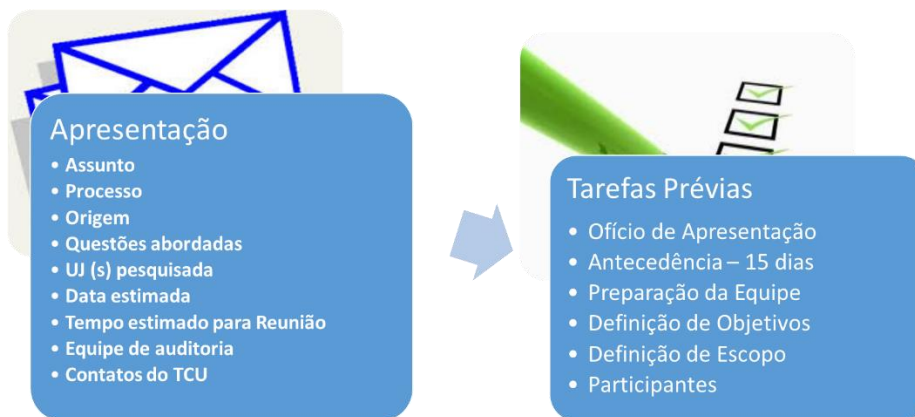 Apresentação
• Assunto
• Processo
• Origem
• Questões abordadas
• UJ (s) pesquisada
• Data estimada
• Tempo estimado para Reunião
• Equipe de auditoria
• Contatos do TCU
Tarefas Prévias
• Ofício de Apresentação
• Antecedência – 15 dias
• Preparação da Equipe
• Definição de Objetivos
• Definição de Escopo
• Participantes